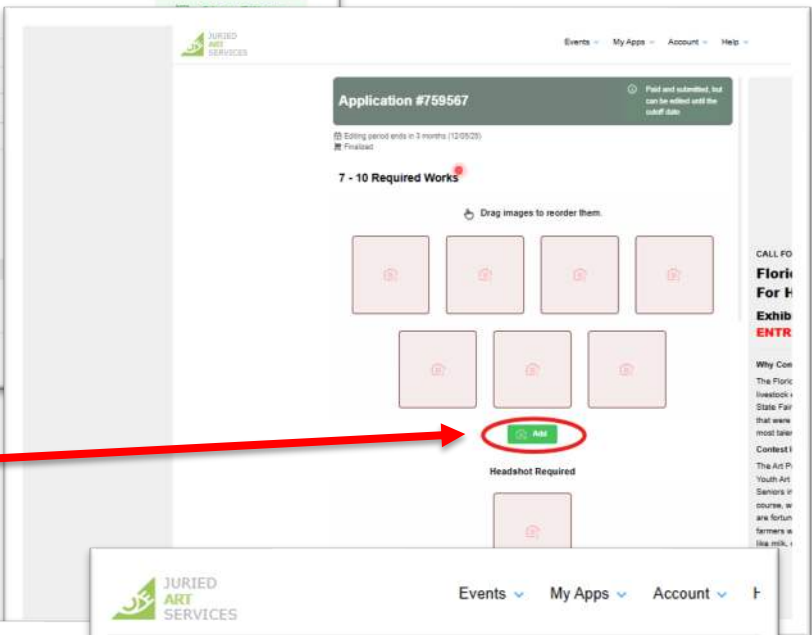 JURIED
ART
SERVICES
Events
My Apps
Account
Help
Application #759567
Paid and submitted, but
can be edited until the
cutoff date
Editing period ends in 3 months (12/05/25)
Finalized
7 - 10 Required Works
Drag images to reorder them.
Add
Headshot Required
CALL FO
Flori
For H
Exhib
ENTR
Why Con
The Floric
livestock
State Fair
that were
most taler
Contest I
The Art P
Youth Art
Seniors in
course, w
are fortun
farmers w
like milk,
JURIED
ART
SERVICES
Events
My Apps
Account